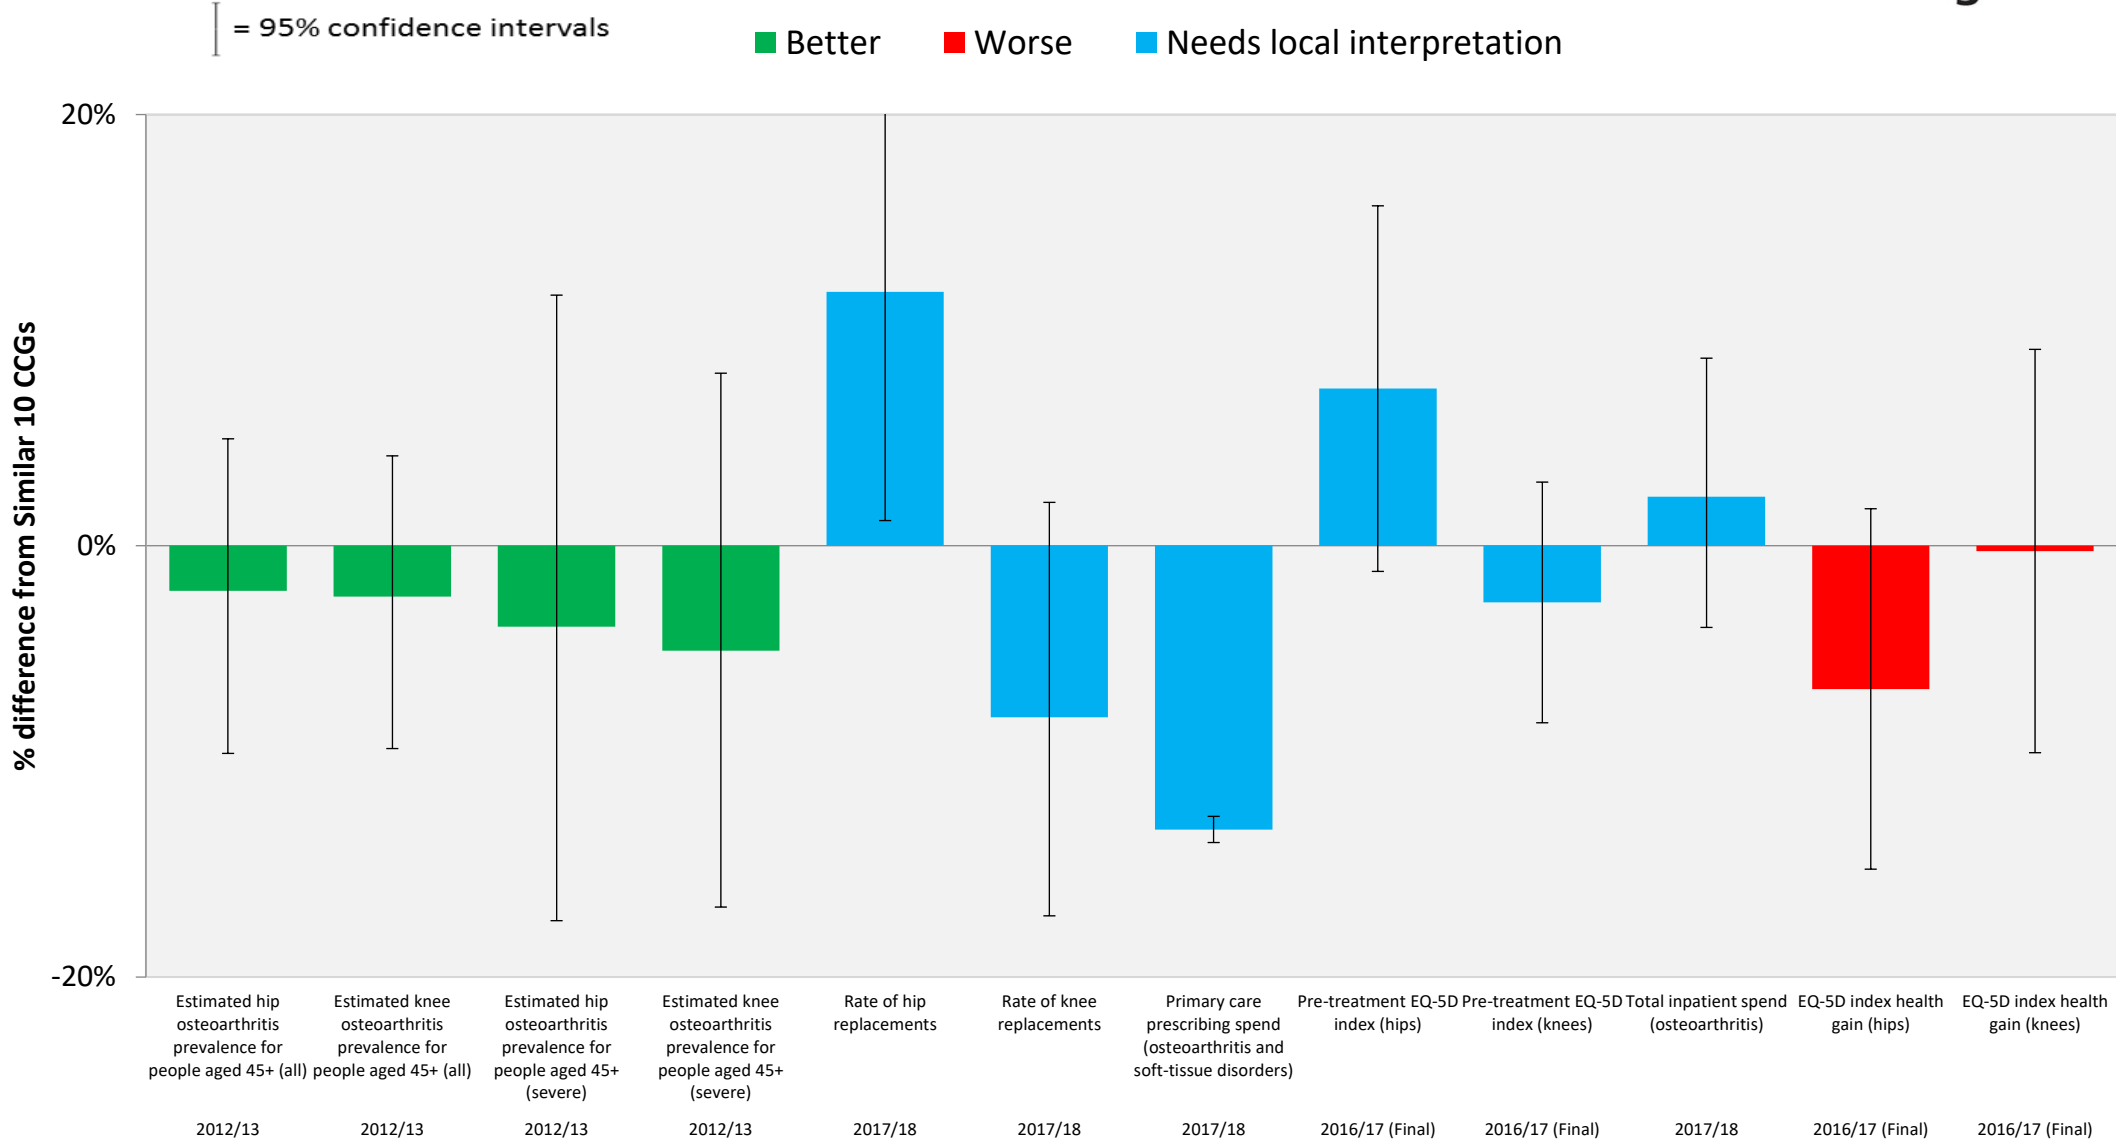 = 95% confidence intervals
Better Worse Needs local interpretation
% difference from Similar 10 CCGs
20%
0%
-20%
Estimated hip
osteoarthritis
prevalence for
people aged 45+ (all)
2012/13
Estimated knee
osteoarthritis
prevalence for
people aged 45+ (all)
2012/13
Estimated hip
osteoarthritis
prevalence for
people aged 45+
(severe)
2012/13
Estimated knee
osteoarthritis
prevalence for
people aged 45+
(severe)
2012/13
Rate of hip
replacements
2017/18
Rate of knee
replacements
2017/18
Primary care
prescribing spend
(osteoarthritis and
soft-tissue disorders)
2017/18
Pre-treatment EQ-5D
index (hips)
2016/17 (Final)
Pre-treatment EQ-5D
index (knees)
2016/17 (Final)
Total inpatient spend
(osteoarthritis)
2017/18
EQ-5D index health
gain (hips)
2016/17 (Final)
EQ-5D index health
gain (knees)
2016/17 (Final)